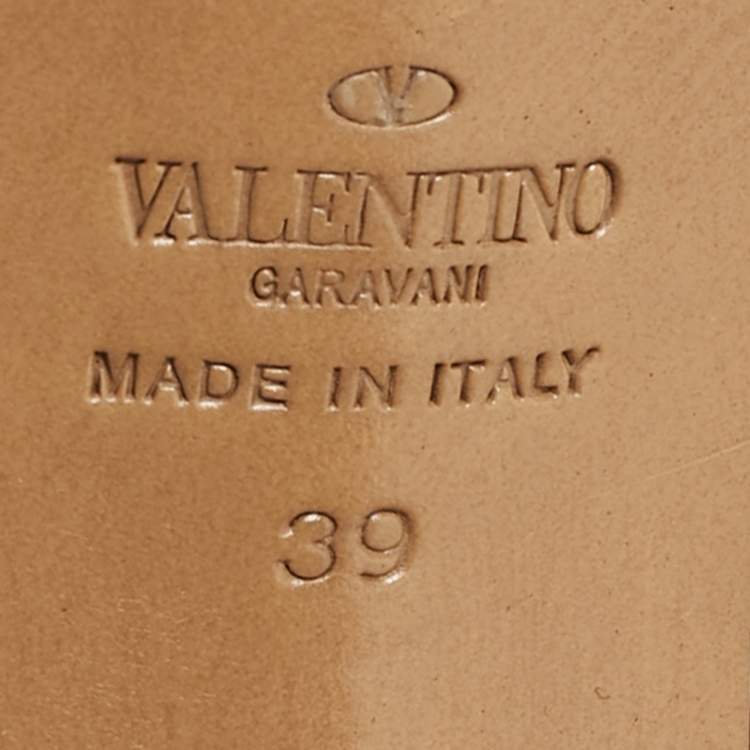 V
VALENTINO
GARAVANI
MADE IN ITALY
39